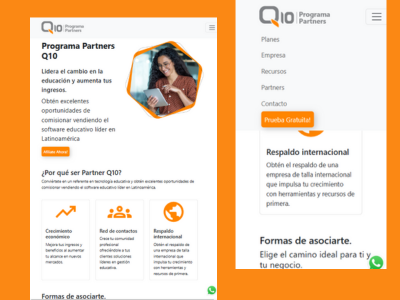 Q10 Programa
Partners
Programa Partners
Q10
Lidera el cambio en la
educación y aumenta tus
ingresos.
Obtén excelentes
oportunidades de
comisionar vendiendo el
software educativo líder en
Latinoamérica
¿Por qué ser Partner Q10?
Conviértete en un referente en tecnología educativa y obtén excelentes oportunidades de
comisionar vendiendo el software educativo líder en Latinoamérica.
Crecimiento
económico
Mejora tus ingresos y
beneficios al aumentar
tu alcance en nuevos
mercados.
Red de contactos
Crece tu comunidad
profesional
ofreciéndole a tus
clientes soluciones
líderes en gestión
educativa.
Respaldo
internacional
Obtén el respaldo de
una empresa de talla
internacional que
impulsa tu crecimiento
con herramientas y
recursos de primera.
Formas de asociarte.
Q10 Programa
Partners
Planes
Empresa
Recursos
Partners
Contacto
Prueba Gratuita!
Respaldo internacional
Obtén el respaldo de una
empresa de talla internacional
que impulsa tu crecimiento
con herramientas y recursos de
primera.
Formas de asociarte.
Elige el camino ideal para ti y
tu negocio.